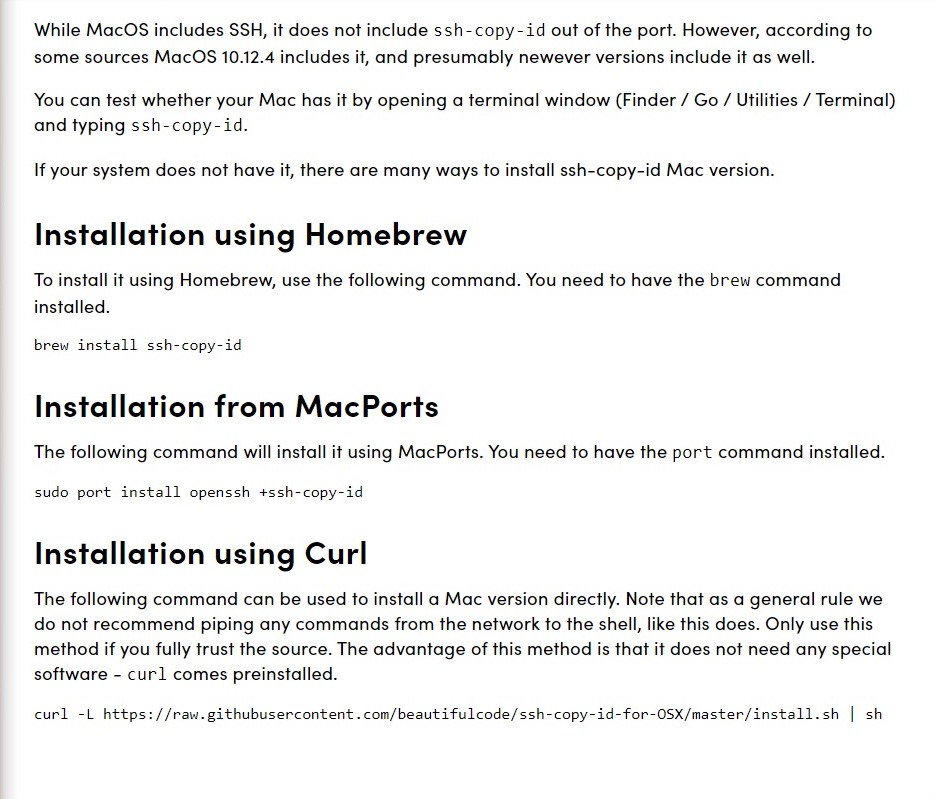 While MacOS includes SSH, it does not include ssh-copy-id out of the port. However, according to
some sources MacOS 10.12.4 includes it, and presumably newever versions include it as well.
You can test whether your Mac has it by opening a terminal window (Finder / Go / Utilities / Terminal)
and typing ssh-copy-id.
If your system does not have it, there are many ways to install ssh-copy-id Mac version.
Installation using Homebrew
To install it using Homebrew, use the following command. You need to have the brew command
installed.
brew install ssh-copy-id
Installation from MacPorts
The following command will install it using MacPorts. You need to have the port command installed.
sudo port install openssh +ssh-copy-id
Installation using Curl
The following command can be used to install a Mac version directly. Note that as a general rule we
do not recommend piping any commands from the network to the shell, like this does. Only use this
method if you fully trust the source. The advantage of this method is that it does not need any special
software - curl comes preinstalled.
curl -L https://raw.githubusercontent.com/beautifulcode/ssh-copy-id-for-OSX/master/install.sh | sh